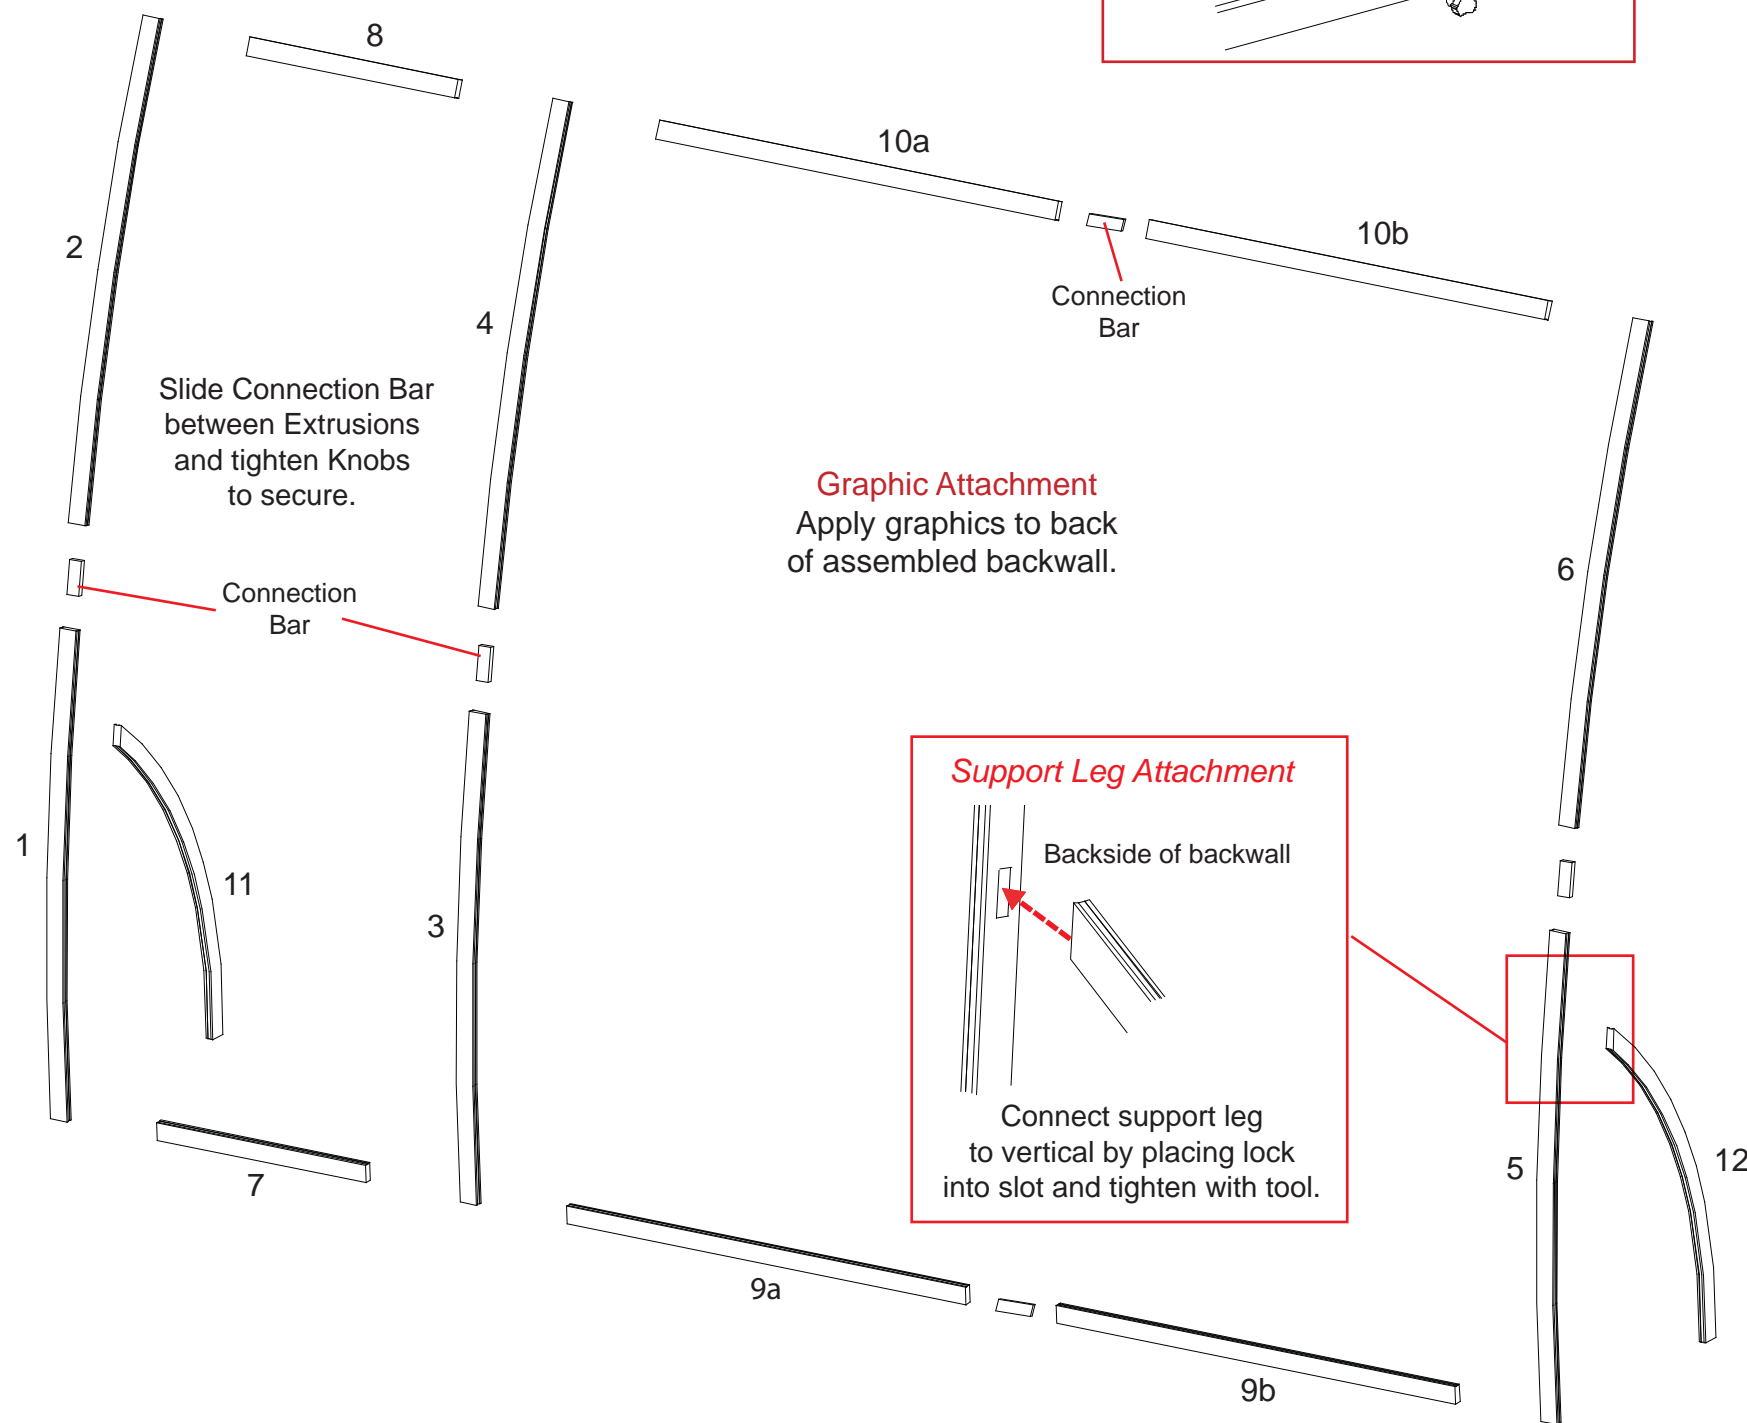 8
10a
10b
2
4
Connection
Bar
Slide Connection Bar
between Extrusions
and tighten Knobs
to secure.
Graphic Attachment
Apply graphics to back
of assembled backwall.
6
Connection
Bar
Support Leg Attachment
Backside of backwall
1
11
3
Connect support leg
to vertical by placing lock
into slot and tighten with tool.
5
12
7
9a
9b